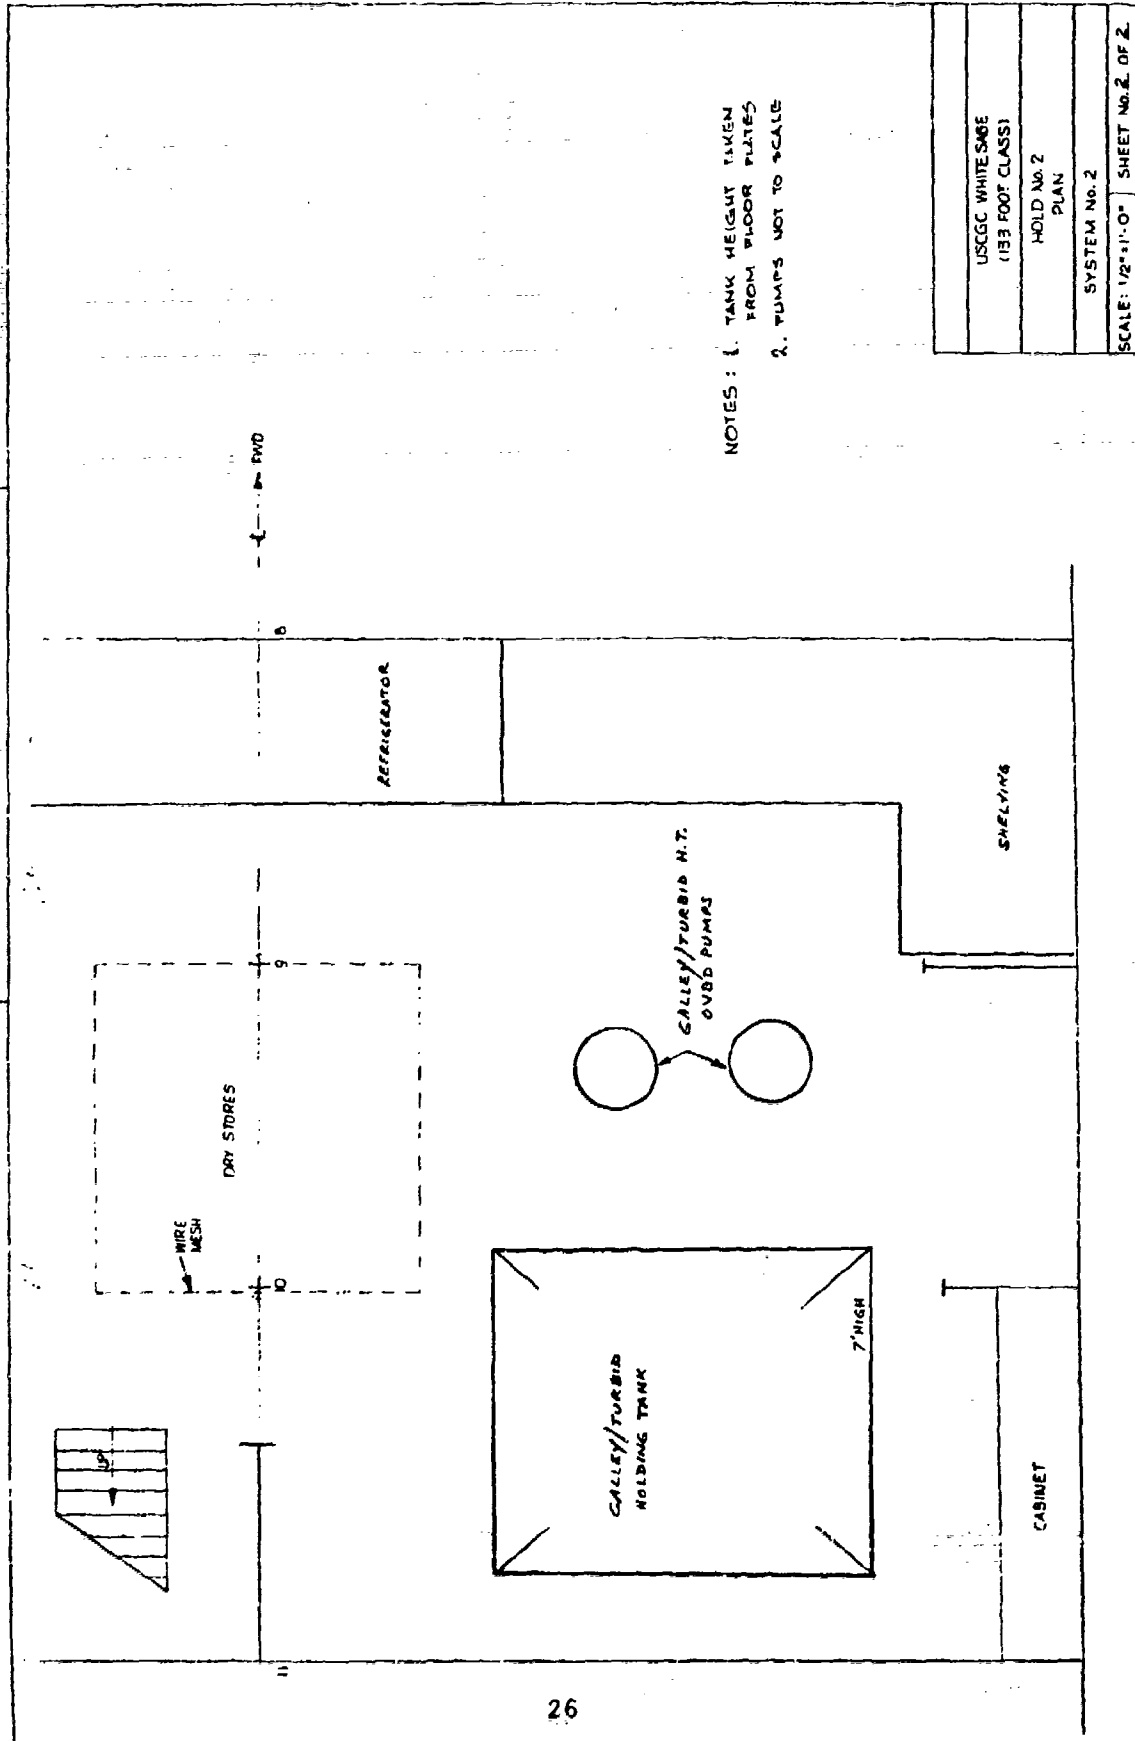 UP
WIRE
MESH
DRY STORES
10
9
8
11
FWD
REFRIGERATOR
GALLEY/TURBID H.T.
OVBD PUMPS
GALLEY/TURBID
HOLDING TANK
7' HIGH
SHELVING
CABINET
NOTES: 1. TANK HEIGHT TAKEN
FROM FLOOR PLATES
2. PUMPS NOT TO SCALE
USCGC WHITE SAGE
(133 FOOT CLASS)
HOLD No. 2
PLAN
SYSTEM No. 2
SCALE: 1/2"=1'-0" SHEET No. 2 OF 2
26